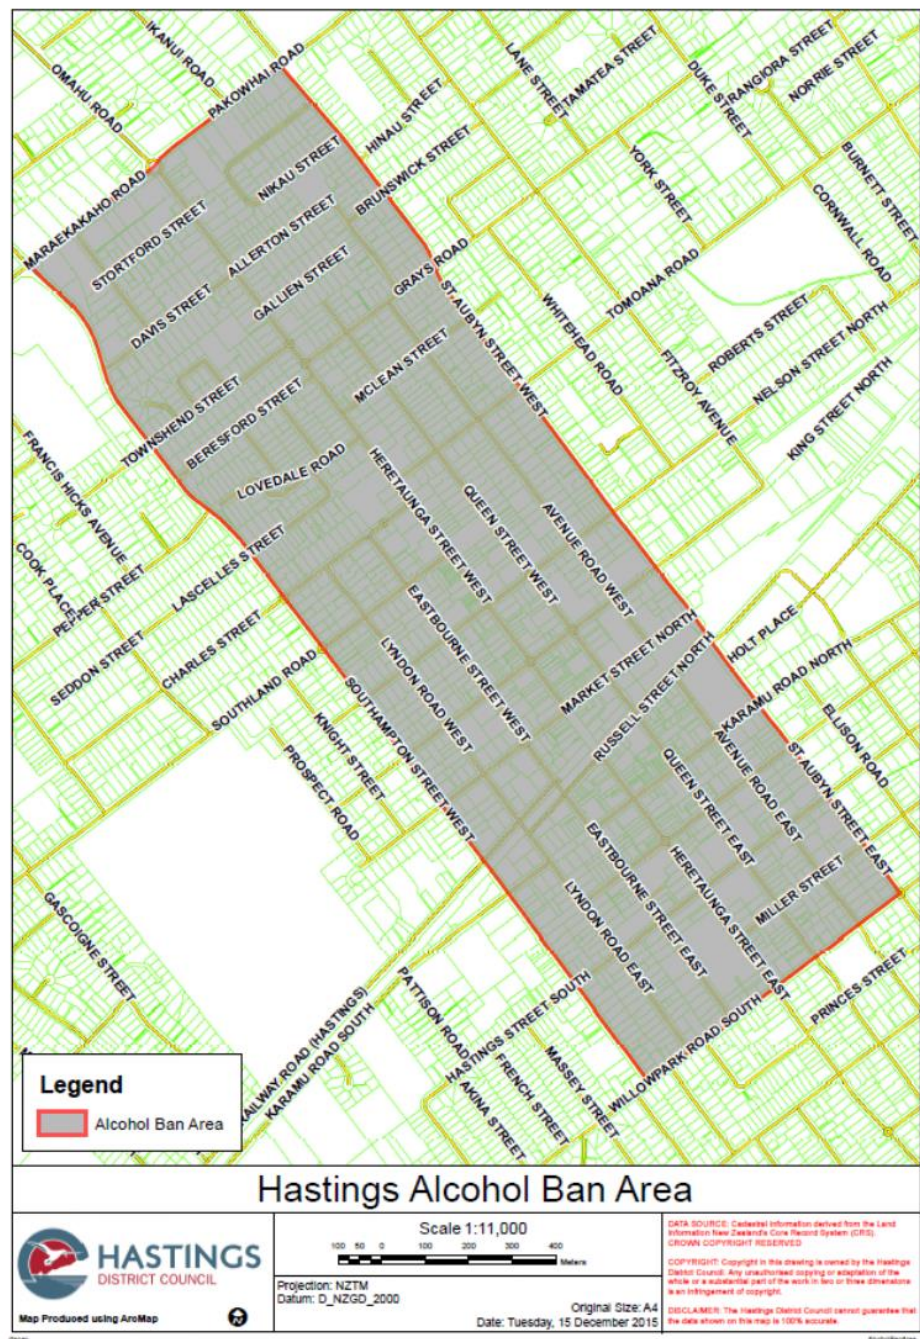 IKANUI ROAD
OMAHU ROAD
PAKOWHAI ROAD
LANE STREET
TAMATEA STREET
DUKE STREET
RANGIORA STREET
NORRIE STREET
HINAU STREET
NIKAU STREET
BRUNSWICK STREET
YORK STREET
BURNETT STREET
CORNWALL ROAD
MARAEKAKAHO ROAD
STORTFORD STREET
ALLERTON STREET
GALLIEN STREET
DAVIS STREET
GRAYS ROAD
ST AUBYN STREET WEST
TOMOANA ROAD
WHITEHEAD ROAD
ROBERTS STREET
FITZROY AVENUE
NELSON STREET NORTH
KING STREET NORTH
MCLEAN STREET
TOWNSHEND STREET
BERESFORD STREET
LOVEDALE ROAD
FRANCIS HICKS AVENUE
HERETAUNGA STREET WEST
QUEEN STREET WEST
AVENUE ROAD WEST
COOK PLACE
PEPPER STREET
LASCELLES STREET
SEDDON STREET
CHARLES STREET
SOUTHLAND ROAD
EASTBOURNE STREET WEST
LYNDON ROAD WEST
MARKET STREET NORTH
RUSSELL STREET NORTH
HOLT PLACE
KARAMU ROAD NORTH
ELLISON ROAD
KNIGHT STREET
PROSPECT ROAD
SOUTHAMPTON STREET WEST
AVENUE ROAD EAST
QUEEN STREET EAST
ST AUBYN STREET EAST
EASTBOURNE STREET EAST
HERETAUNGA STREET EAST
LYNDON ROAD EAST
MILLER STREET
GASCOIGNE STREET
PRINCES STREET
HASTINGS STREET SOUTH
WILLOWPARK ROAD SOUTH
PATTISON ROAD
FRENCH STREET
MASSEY STREET
AKINA STREET
RAILWAY ROAD (HASTINGS)
KARAMU ROAD SOUTH
Legend
Alcohol Ban Area
Hastings Alcohol Ban Area
HASTINGS
DISTRICT COUNCIL
Map Produced using ArcMap
Scale 1:11,000
100 50 0 100 200 300 400
Meters
Projection: NZTM
Datum: D_NZGD_2000
Original Size: A4
Date: Tuesday, 15 December 2015
DATA SOURCE: Cadastral information derived from the Land
Information New Zealand's Core Record System (CRS).
CROWN COPYRIGHT RESERVED
COPYRIGHT: Copyright in this drawing is owned by the Hastings
District Council. Any unauthorised copying or adaptation of the
whole or a substantial part of the work in two or three dimensions
is an infringement of copyright.
DISCLAIMER: The Hastings District Council cannot guarantee that
the data shown on this map is 100% accurate.